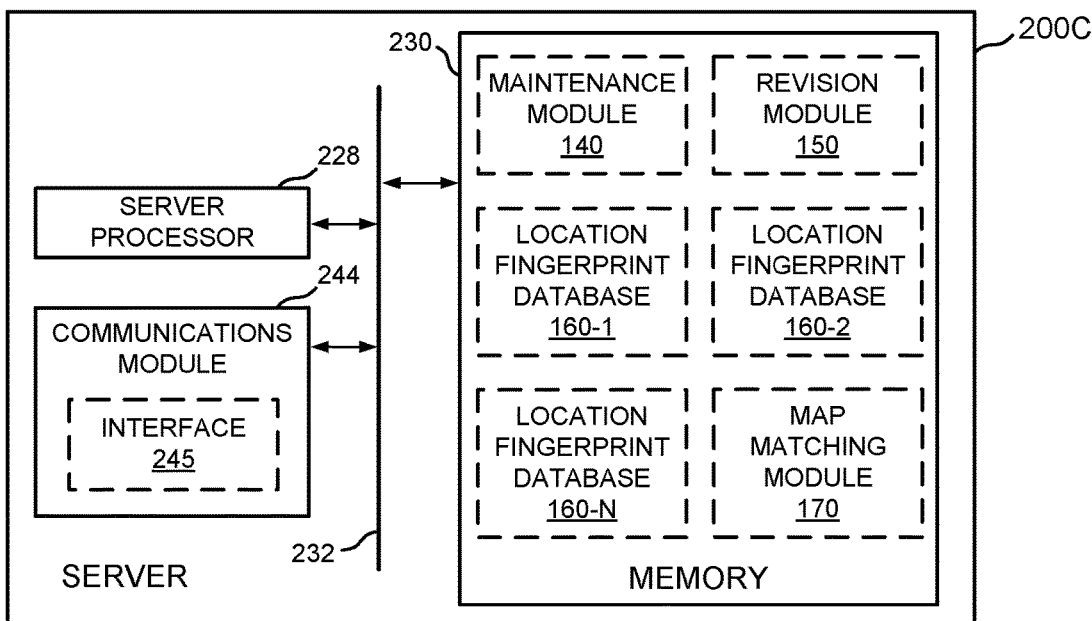 200C
230
MAINTENANCE
MODULE
140
REVISION
MODULE
150
228
SERVER
PROCESSOR
LOCATION
FINGERPRINT
DATABASE
160-1
LOCATION
FINGERPRINT
DATABASE
160-2
244
COMMUNICATIONS
MODULE
INTERFACE
245
LOCATION
FINGERPRINT
DATABASE
160-N
MAP
MATCHING
MODULE
170
232
SERVER
MEMORY